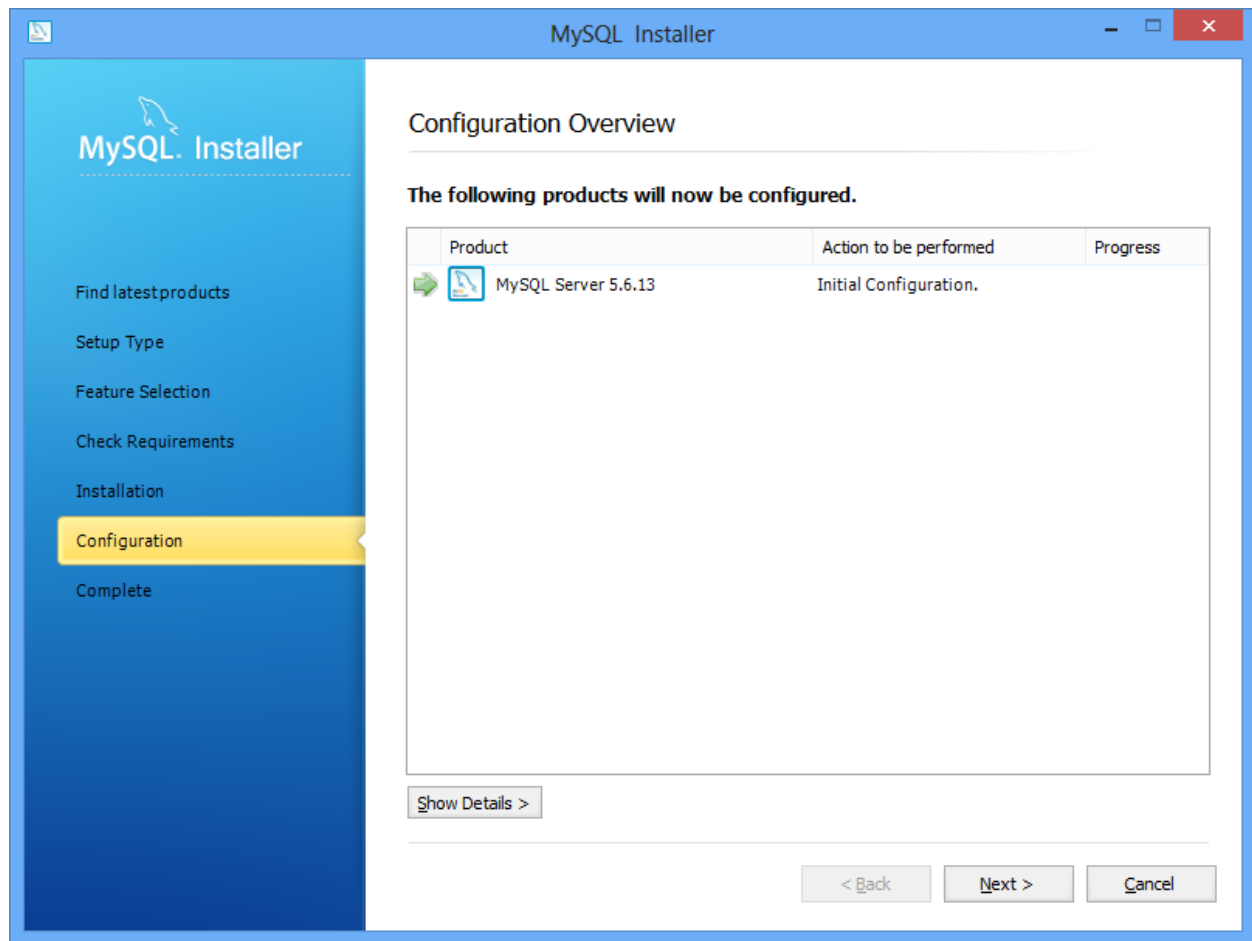 MySQL Installer
MySQL. Installer
Find latest products
Setup Type
Feature Selection
Check Requirements
Installation
Configuration
Complete
Configuration Overview
The following products will now be configured.
Product Action to be performed Progress
MySQL Server 5.6.13 Initial Configuration.
Show Details >
< Back Next > Cancel